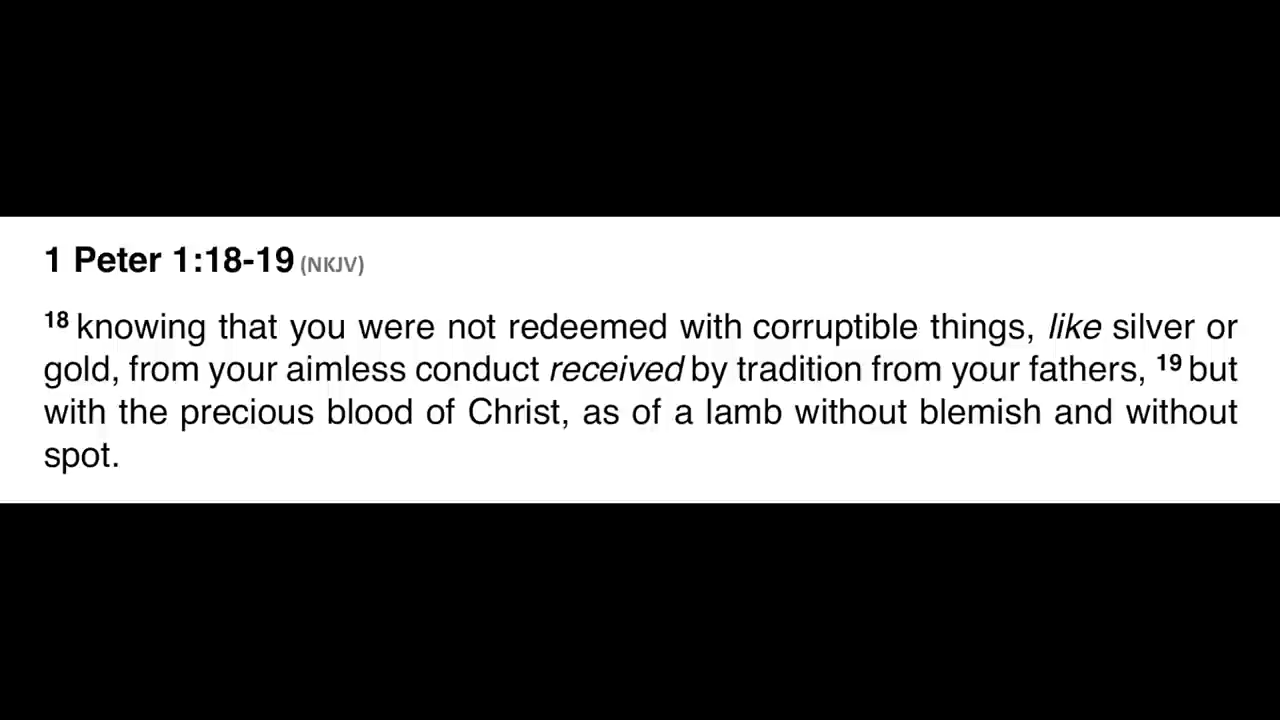 1 Peter 1:18-19 (NKJV)
18 knowing that you were not redeemed with corruptible things, like silver or
gold, from your aimless conduct received by tradition from your fathers, 19 but
with the precious blood of Christ, as of a lamb without blemish and without
spot.